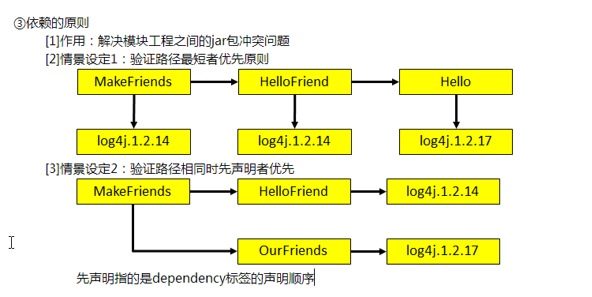 ③依赖的原则
[1]作用：解决模块工程之间的jar包冲突问题
[2]情景设定1：验证路径最短者优先原则
MakeFriends HelloFriend Hello
log4j.1.2.14 log4j.1.2.14 log4j.1.2.17
[3]情景设定2：验证路径相同时先声明者优先
MakeFriends HelloFriend log4j.1.2.14
OurFriends log4j.1.2.17
先声明指的是dependency标签的声明顺序